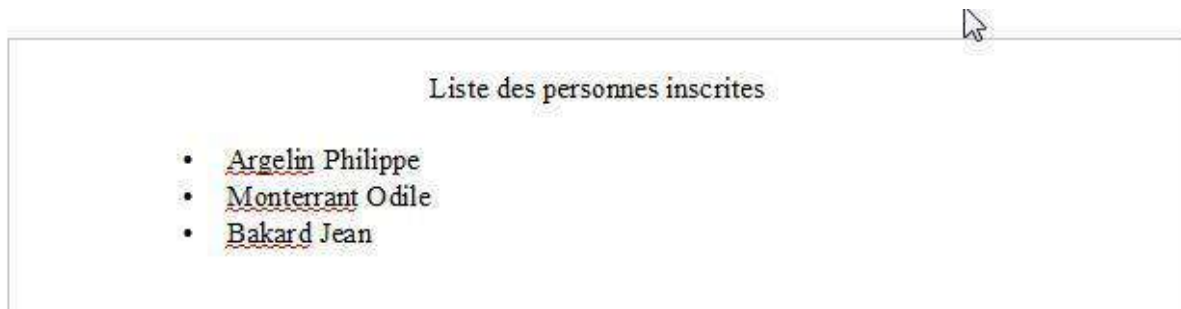 Liste des personnes inscrites
• Argelin Philippe
• Monterrant Odile
• Bakard Jean